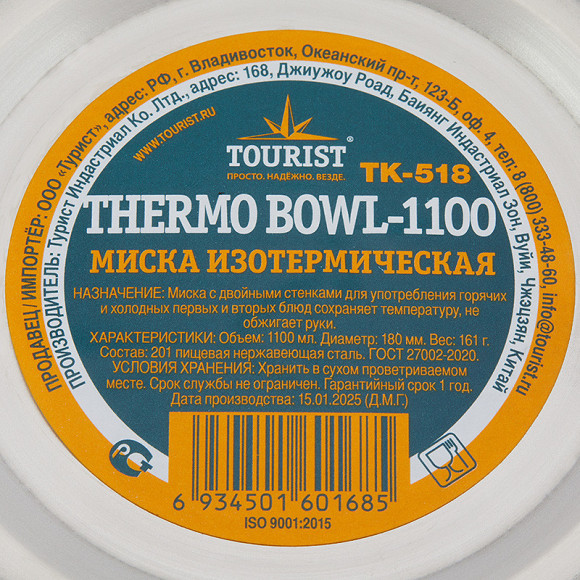 ПРОДАВЕЦ/ ИМПОРТЁР: ООО «Турист», адрес: РФ, г. Владивосток, Океанский пр-т, 123-Б, оф. 4, тел.: 8 (800) 333-48-60, info@tourist.ru
ПРОИЗВОДИТЕЛЬ: Турист Индастриал Ко. Лтд., адрес: 168, Джиужоу Роад, Баиянг Индастриал Зон, Вуйи, Чжэцзян, Китай
WWW.TOURIST.RU
TOURIST®
ПРОСТО. НАДЁЖНО. ВЕЗДЕ.
ТК-518
THERMO BOWL-1100
МИСКА ИЗОТЕРМИЧЕСКАЯ
НАЗНАЧЕНИЕ: Миска с двойными стенками для употребления горячих
и холодных первых и вторых блюд сохраняет температуру, не
обжигает руки.
ХАРАКТЕРИСТИКИ: Объем: 1100 мл. Диаметр: 180 мм. Вес: 161 г.
Состав: 201 пищевая нержавеющая сталь. ГОСТ 27002-2020.
УСЛОВИЯ ХРАНЕНИЯ: Хранить в сухом проветриваемом
месте. Срок службы не ограничен. Гарантийный срок 1 год.
Дата производства: 15.01.2025 (Д.М.Г.)
РСТ
6 934501 601685
ISO 9001:2015